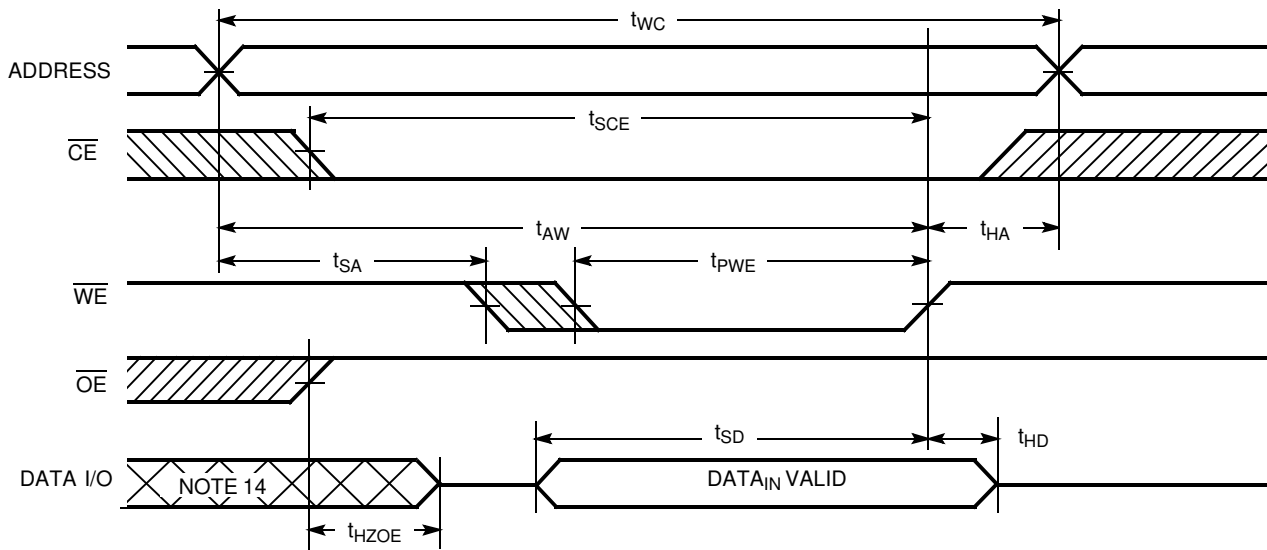 tWC
ADDRESS
tSCE
CE
tAW
tHA
tSA
tPWE
WE
OE
tSD
tHD
DATA I/O
NOTE 14
DATAIN VALID
tHZOE